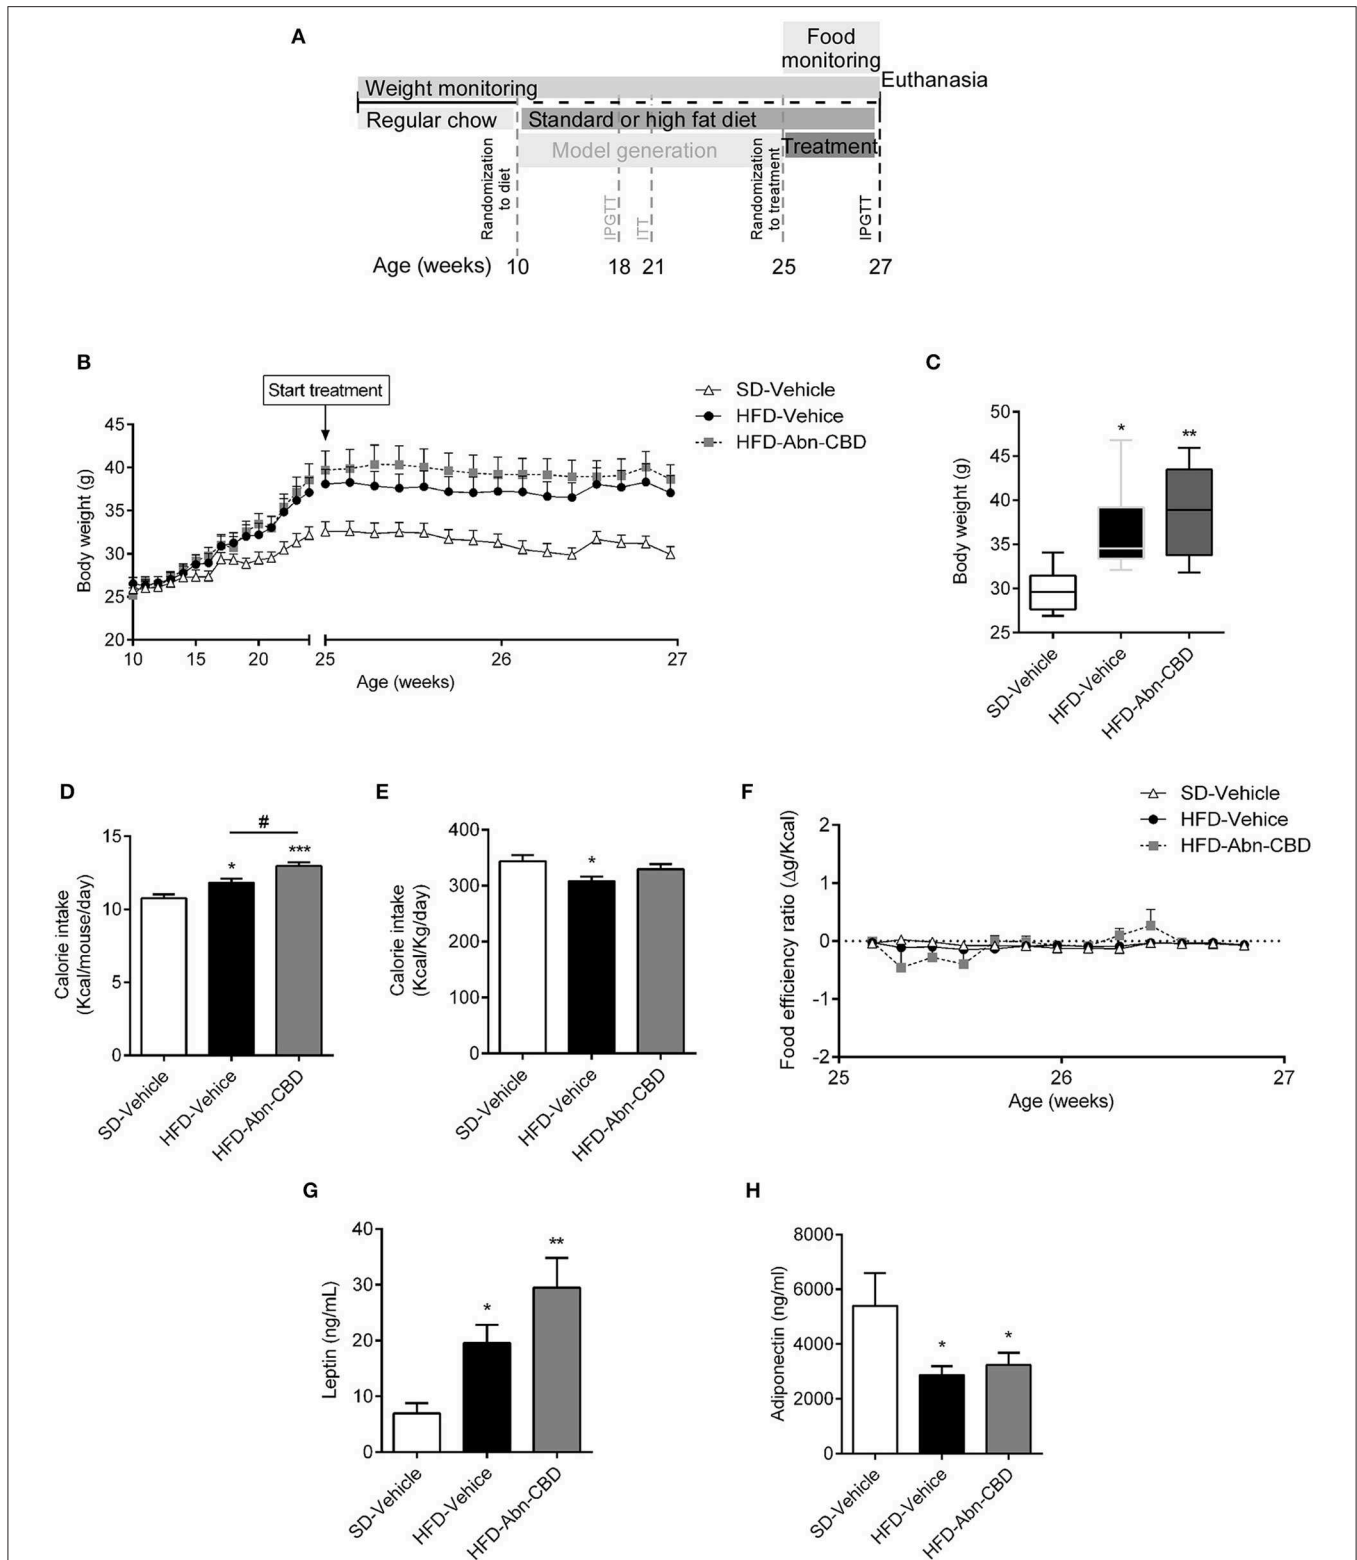 A
Food
monitoring
Weight monitoring
Euthanasia
Regular chow
Standard or high fat diet
Model generation
Treatment
Randomization
to diet
IPGTT
ITT
Randomization
to treatment
IPGTT
Age (weeks) 10 18 21 25 27
B
Start treatment
SD-Vehicle
HFD-Vehice
HFD-Abn-CBD
Body weight (g)
45
40
35
30
25
20
10 15 20 25 26 27
Age (weeks)
C
Body weight (g)
50
45
40
35
30
25
*
**
SD-Vehicle
HFD-Vehice
HFD-Abn-CBD
D
Calorie intake
(Kcal/mouse/day)
15
10
5
0
#
*
***
SD-Vehicle
HFD-Vehice
HFD-Abn-CBD
E
Calorie intake
(Kcal/Kg/day)
400
300
200
100
0
*
SD-Vehicle
HFD-Vehice
HFD-Abn-CBD
F
SD-Vehicle
HFD-Vehice
HFD-Abn-CBD
Food efficiency ratio (Δg/Kcal)
2
1
0
-1
-2
25 26 27
Age (weeks)
G
Leptin (ng/mL)
40
30
20
10
0
*
**
SD-Vehicle
HFD-Vehice
HFD-Abn-CBD
H
Adiponectin (ng/ml)
8000
6000
4000
2000
0
*
*
SD-Vehicle
HFD-Vehice
HFD-Abn-CBD